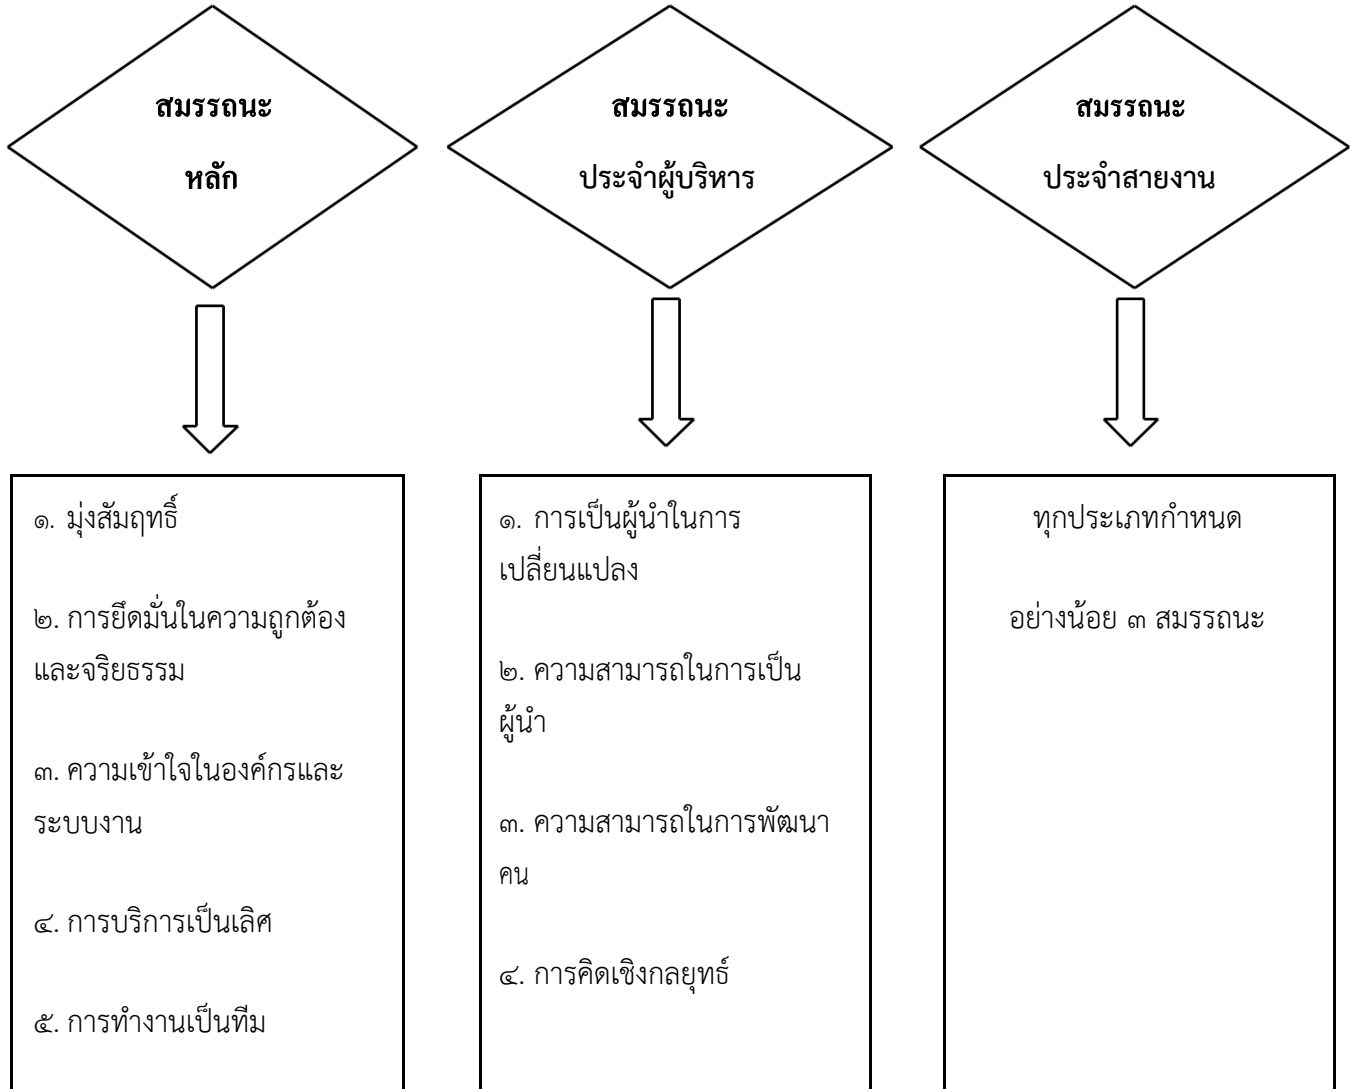 สมรรถนะ
หลัก
สมรรถนะ
ประจำผู้บริหาร
สมรรถนะ
ประจำสายงาน
๑. มุ่งสัมฤทธิ์
๒. การยึดมั่นในความถูกต้อง
และจริยธรรม
๓. ความเข้าใจในองค์กรและ
ระบบงาน
๔. การบริการเป็นเลิศ
๕. การทำงานเป็นทีม
๑. การเป็นผู้นำในการ
เปลี่ยนแปลง
๒. ความสามารถในการเป็น
ผู้นำ
๓. ความสามารถในการพัฒนา
คน
๔. การคิดเชิงกลยุทธ์
ทุกประเภทกำหนด
อย่างน้อย ๓ สมรรถนะ